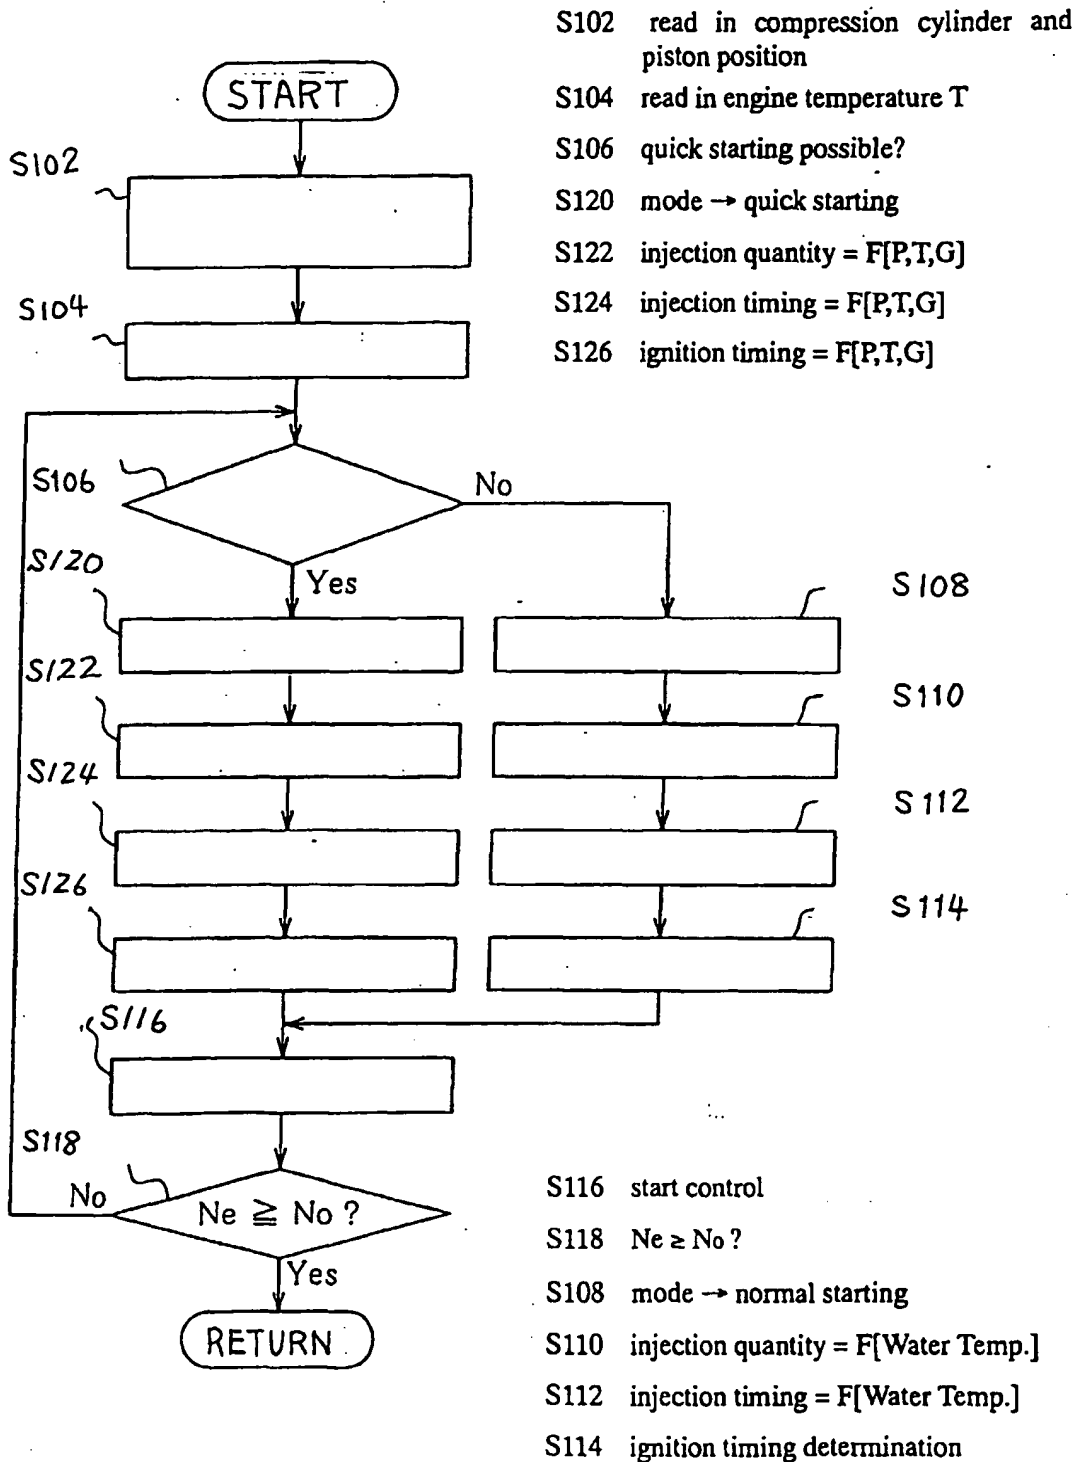 S102 read in compression cylinder and
piston position
S104 read in engine temperature T
S106 quick starting possible?
S120 mode → quick starting
S122 injection quantity = F[P,T,G]
S124 injection timing = F[P,T,G]
S126 ignition timing = F[P,T,G]
START
S102
S104
S106
No
S120
Yes
S108
S122
S110
S124
S112
S126
S114
S116
S118
No
Ne ≧ No ?
Yes
RETURN
S116 start control
S118 Ne ≥ No ?
S108 mode → normal starting
S110 injection quantity = F[Water Temp.]
S112 injection timing = F[Water Temp.]
S114 ignition timing determination